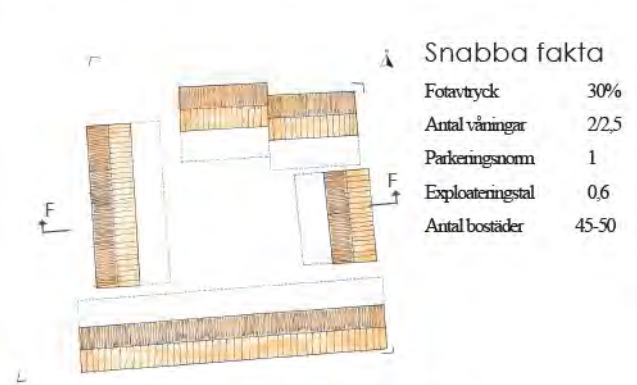 Snabba fakta
Fotavtryck 30%
Antal våningar 2/2,5
Parkeringsnorm 1
Exploateringstal 0,6
Antal bostäder 45-50
F
F